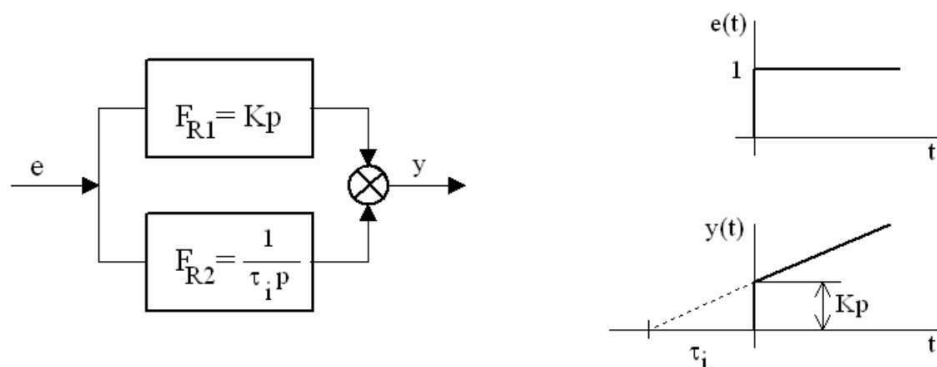 F_R1 = Kp
e
y
F_R2 = 1 / τ_i p
e(t)
1
t
y(t)
Kp
τ_i
t